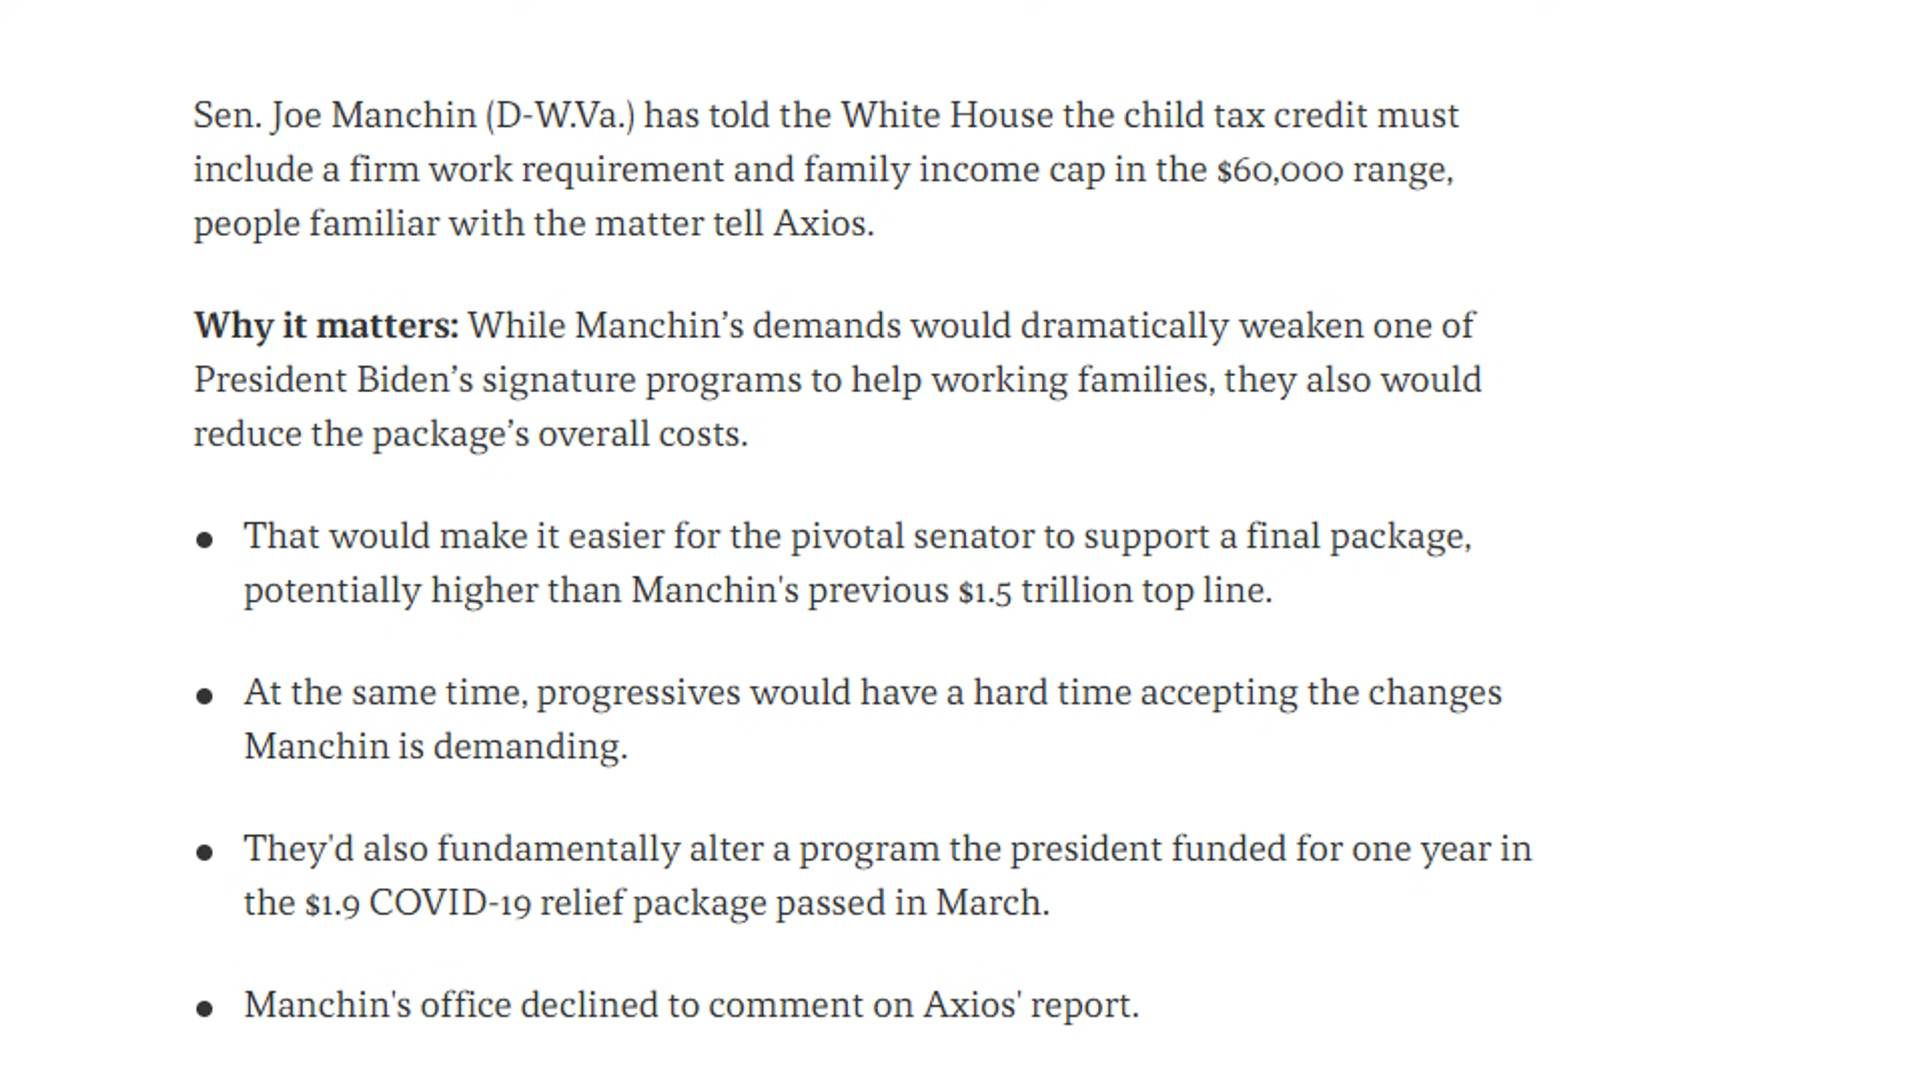 Sen. Joe Manchin (D-W.Va.) has told the White House the child tax credit must
include a firm work requirement and family income cap in the $60,000 range,
people familiar with the matter tell Axios.
Why it matters: While Manchin’s demands would dramatically weaken one of
President Biden’s signature programs to help working families, they also would
reduce the package’s overall costs.
● That would make it easier for the pivotal senator to support a final package,
potentially higher than Manchin's previous $1.5 trillion top line.
● At the same time, progressives would have a hard time accepting the changes
Manchin is demanding.
● They'd also fundamentally alter a program the president funded for one year in
the $1.9 COVID-19 relief package passed in March.
● Manchin's office declined to comment on Axios' report.